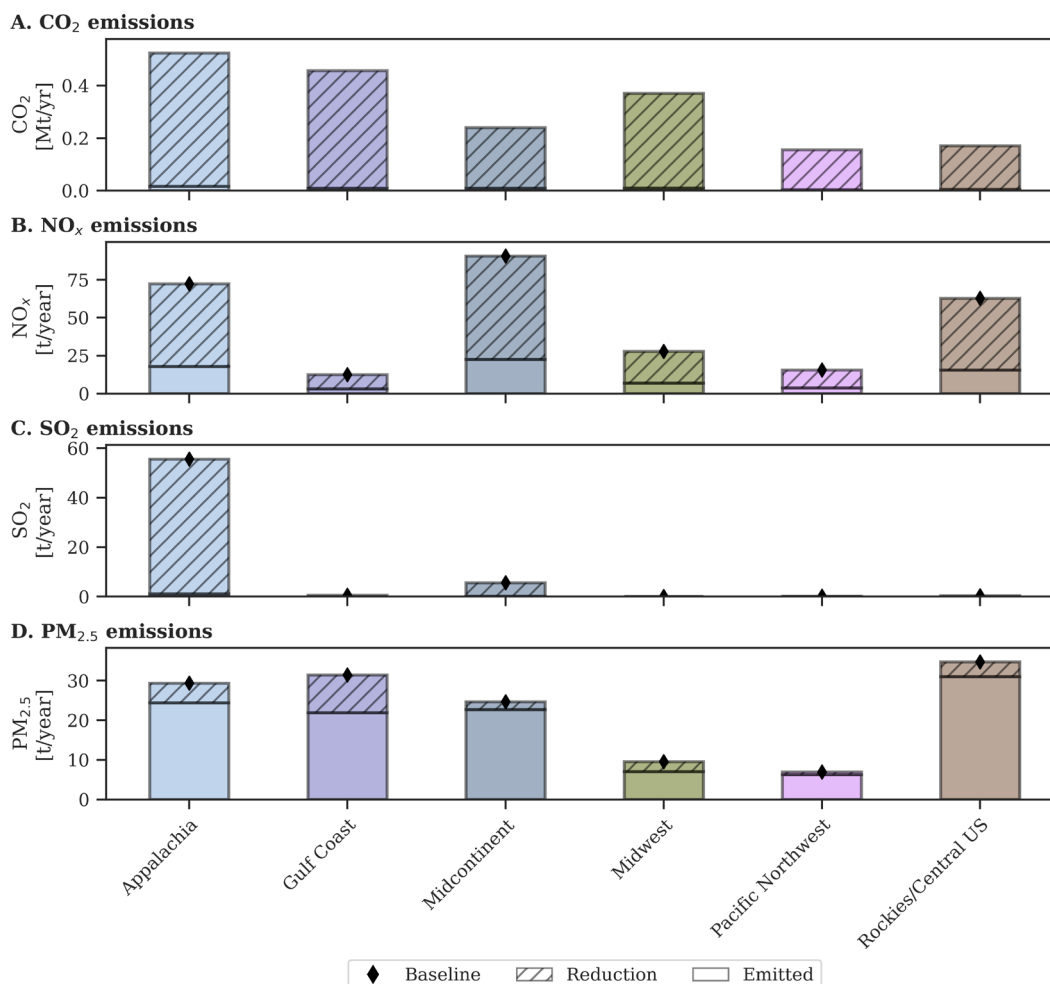 A. CO₂ emissions
CO₂
[Mt/yr]
0.4
0.2
0.0
B. NOₓ emissions
NOₓ
[t/year]
75
50
25
0
C. SO₂ emissions
SO₂
[t/year]
60
40
20
0
D. PM₂.₅ emissions
PM₂.₅
[t/year]
30
20
10
0
Appalachia
Gulf Coast
Midcontinent
Midwest
Pacific Northwest
Rockies/Central US
Baseline Reduction Emitted